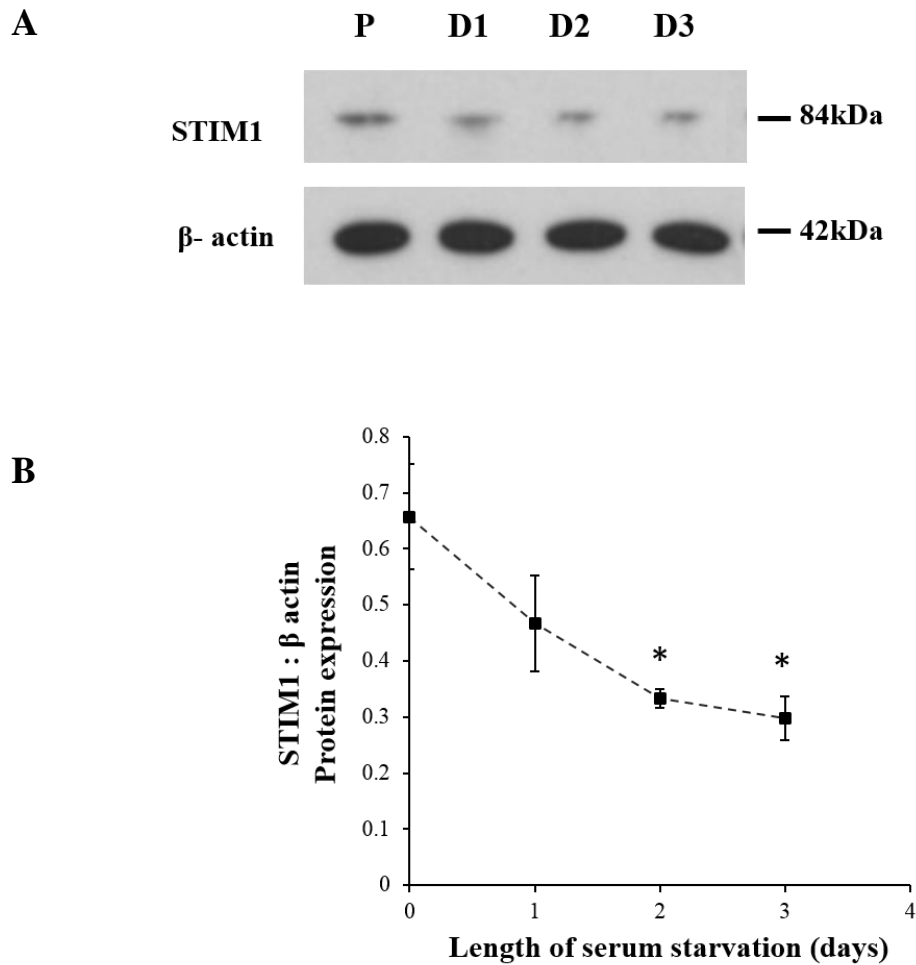 A
P D1 D2 D3
STIM1
84kDa
β- actin
42kDa
B
0.8
0.7
0.6
0.5
0.4
0.3
0.2
0.1
0
* *
0 1 2 3 4
STIM1 : β actin
Protein expression
Length of serum starvation (days)